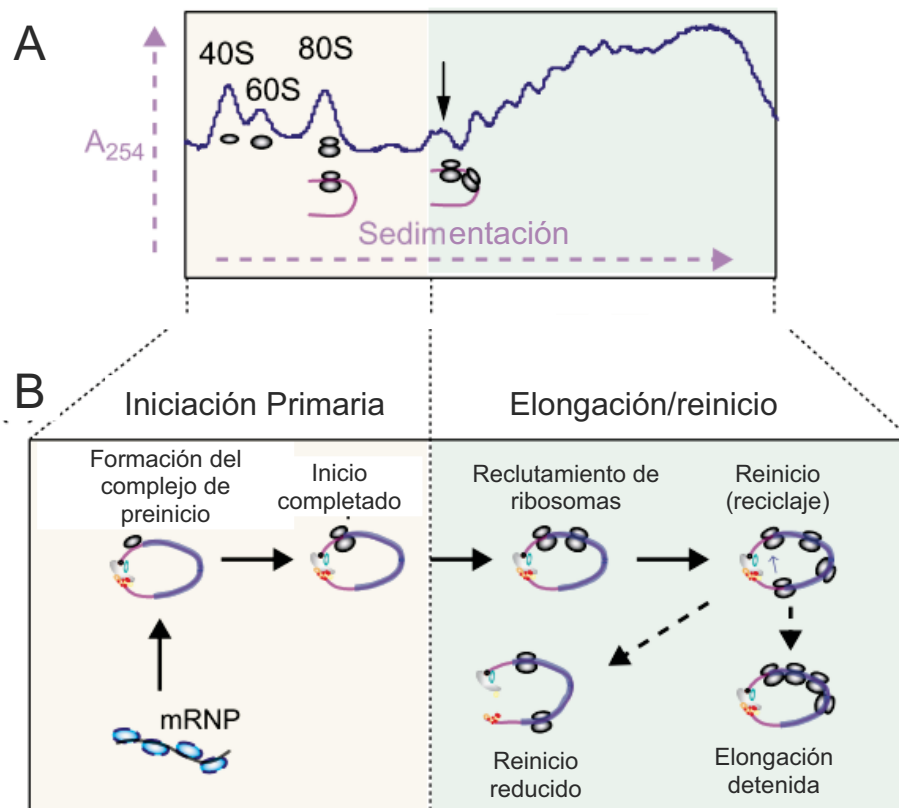 A
40S
60S
80S
A254
Sedimentación
B
Iniciación Primaria
Elongación/reinicio
Formación del
complejo de
preinicio
Inicio
completado
Reclutamiento de
ribosomas
Reinicio
(reciclaje)
mRNP
Reinicio
reducido
Elongación
detenida